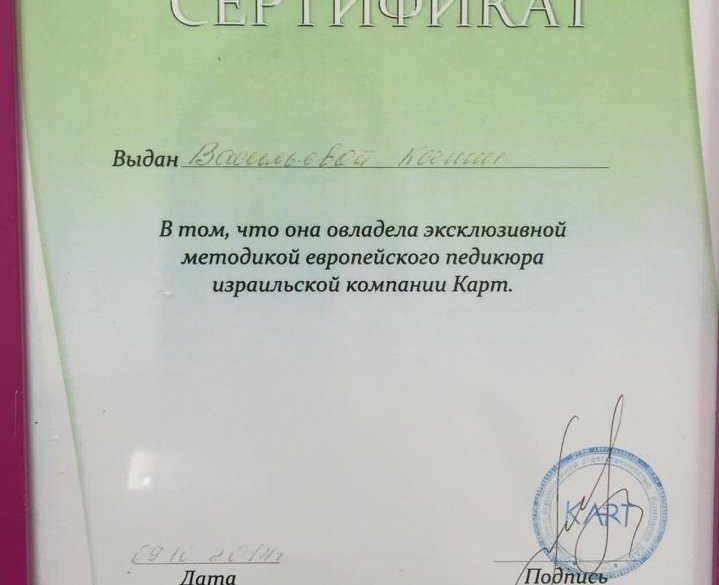 СЕРТИФИКАТ
Выдан Васильевой Ксении
В том, что она овладела эксклюзивной
методикой европейского педикюра
израильской компании Карт.
KART
Дата Подпись